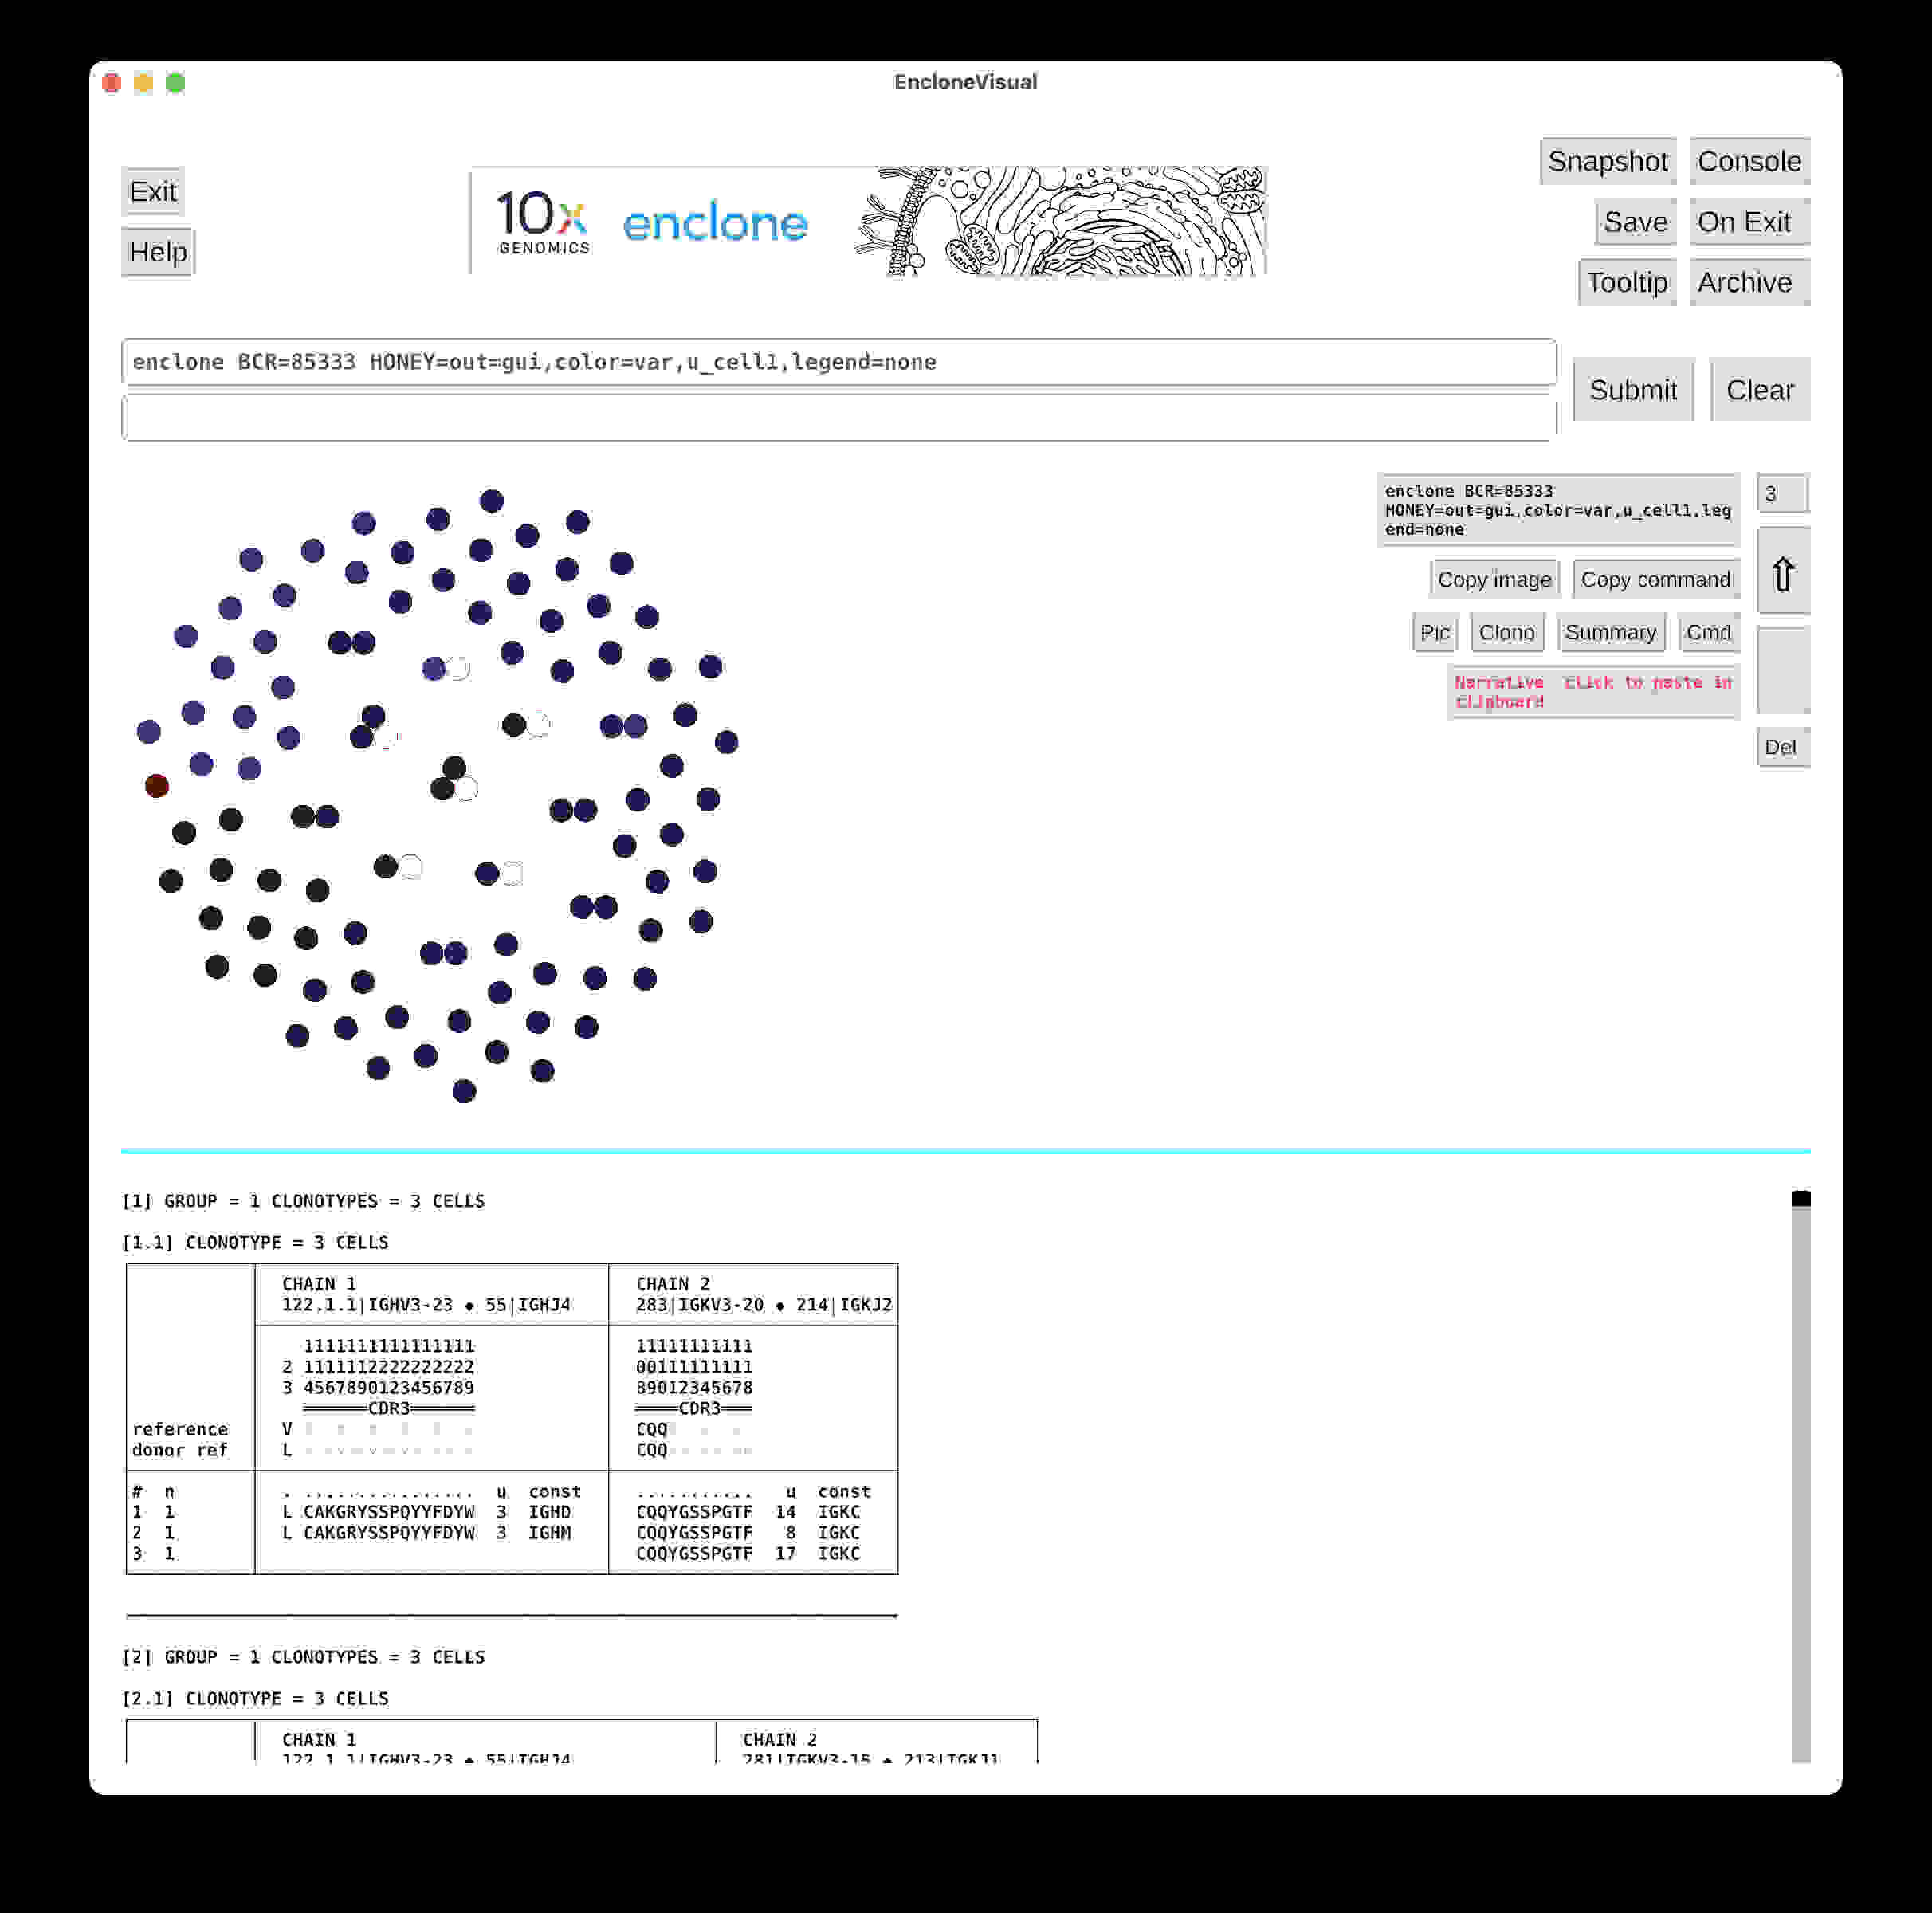 EncloneVisual
Exit
Help
10x
GENOMICS
enclone
Snapshot Console
Save On Exit
Tooltip Archive
enclone BCR=85333 HONEY=out=gui,color=var,u_cell1,legend=none
Submit Clear
enclone BCR=85333
HONEY=out=gui,color=var,u_cell1,leg
end=none
3
⇧
Copy image Copy command
Pic Clono Summary Cmd
Narrative click to paste in
clipboard
Del
[1] GROUP = 1 CLONOTYPES = 3 CELLS
[1.1] CLONOTYPE = 3 CELLS
CHAIN 1 CHAIN 2
122.1.1|IGHV3-23 ◆ 55|IGHJ4 283|IGKV3-20 ◆ 214|IGKJ2
1111111111111111 11111111111
2 1111112222222222 00111111111
3 4567890123456789 89012345678
══════CDR3══════ ════CDR3═══
reference V CQQ
donor ref L CQQ
# n . ................ u const ........... u const
1 1 L CAKGRYSSPQYYFDYW 3 IGHD CQQYGSSPGTF 14 IGKC
2 1 L CAKGRYSSPQYYFDYW 3 IGHM CQQYGSSPGTF 8 IGKC
3 1 CQQYGSSPGTF 17 IGKC
[2] GROUP = 1 CLONOTYPES = 3 CELLS
[2.1] CLONOTYPE = 3 CELLS
CHAIN 1 CHAIN 2
122.1.1|IGHV3-23 ◆ 55|IGHJ4 281|IGKV3-15 ◆ 213|IGKJ1